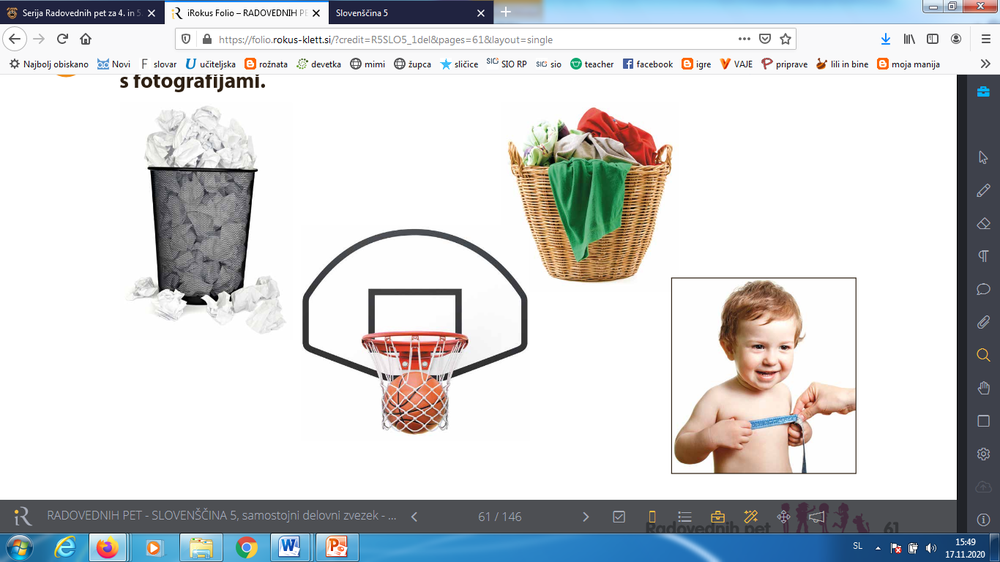 Serija Radovednih pet za 4. in 5.
iRokus Folio – RADOVEDNIH PE
Slovenščina 5
https://folio.rokus-klett.si/?credit=R5SLO5_1del&pages=61&layout=single
Najbolj obiskano
Novi
slovar
učiteljska
rožnata
devetka
mimi
župca
sličice
SIO RP
sio
teacher
facebook
igre
VAJE
priprave
lili in bine
moja manija
s fotografijami.
RADOVEDNIH PET - SLOVENŠČINA 5, samostojni delovni zvezek - ...
61 / 146
Radovednih pet
61
SL
15:49
17.11.2020